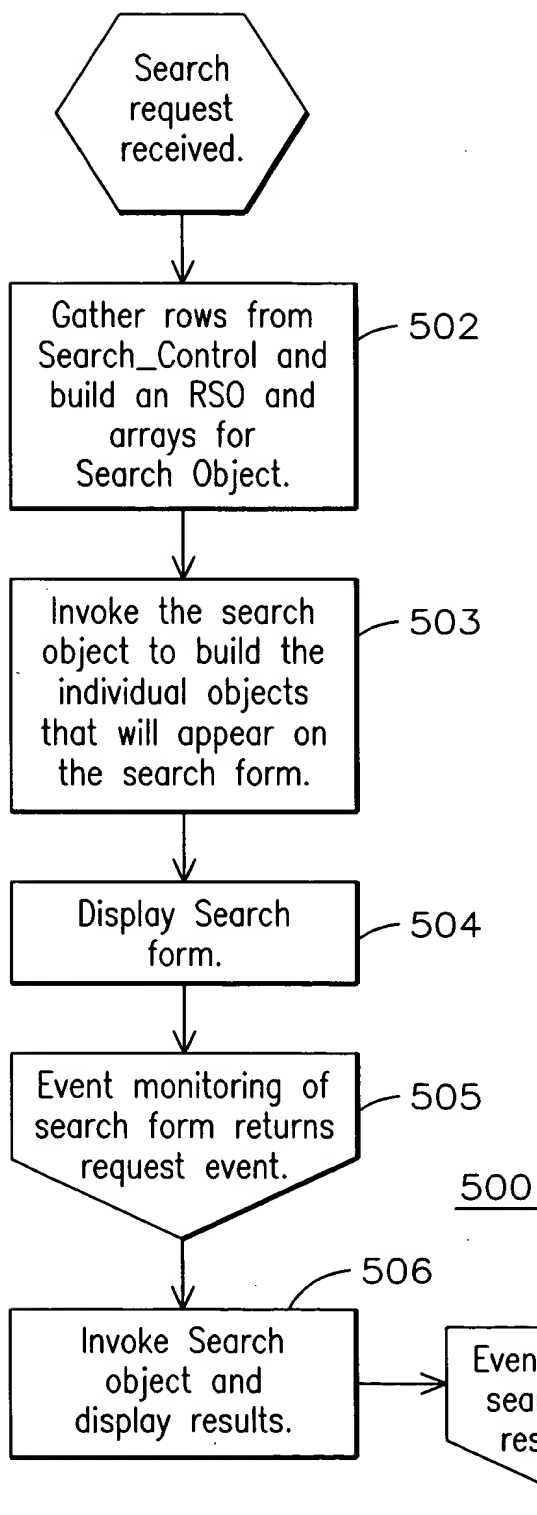 Search
request
received.
Gather rows from
Search_Control and
build an RSO and
arrays for
Search Object.
502
Invoke the search
object to build the
individual objects
that will appear on
the search form.
503
Display Search
form.
504
Event monitoring of
search form returns
request event.
505
500
506
Invoke Search
object and
display results.